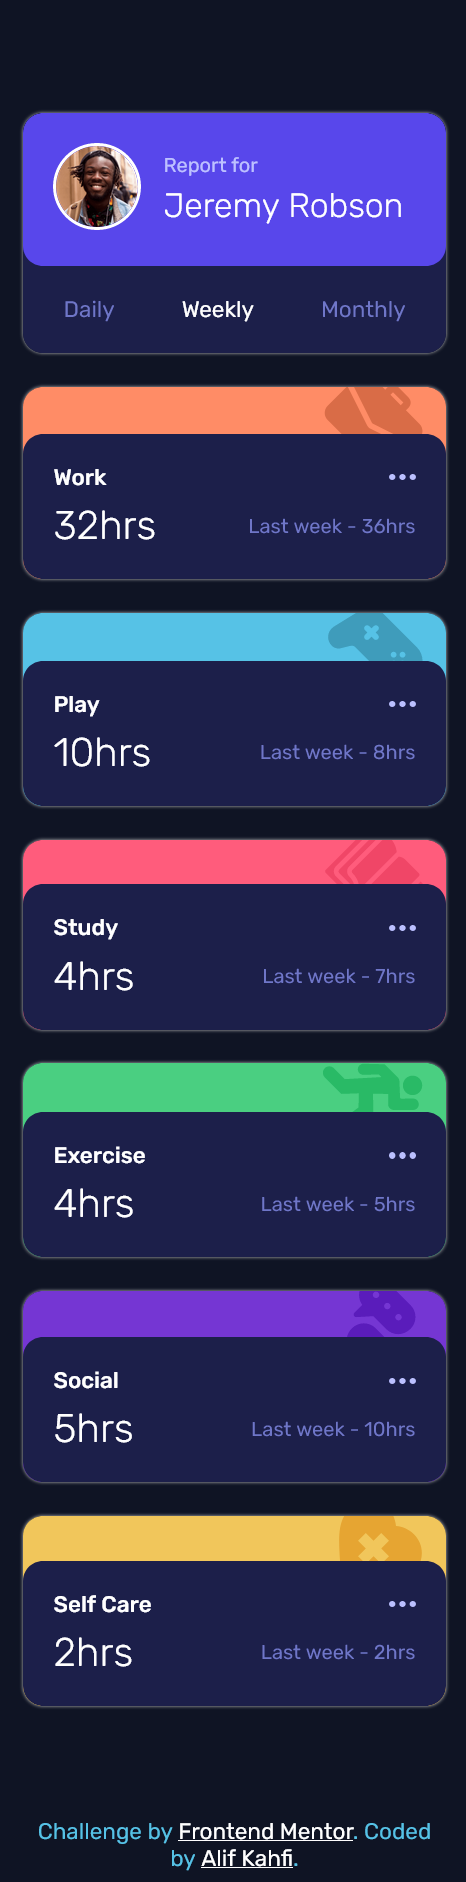 Report for
Jeremy Robson
Daily Weekly Monthly
Work
32hrs Last week - 36hrs
Play
10hrs Last week - 8hrs
Study
4hrs Last week - 7hrs
Exercise
4hrs Last week - 5hrs
Social
5hrs Last week - 10hrs
Self Care
2hrs Last week - 2hrs
Challenge by Frontend Mentor. Coded
by Alif Kahfi.